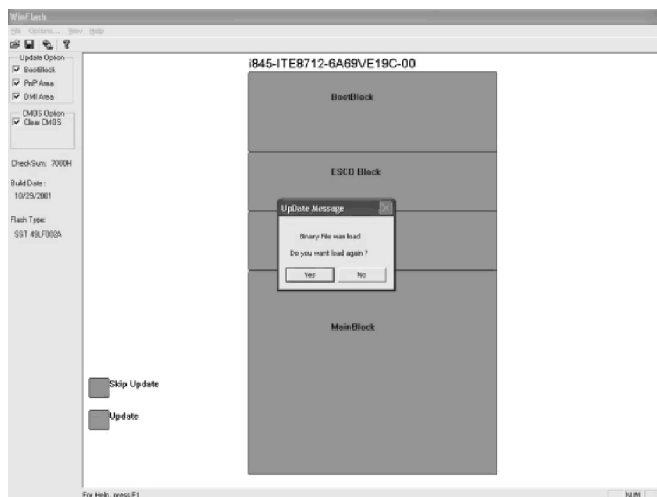 WinFlash
File Options... View Help
Update Option
BootBlock
PnP Area
DMI Area
CMOS Option
Clear CMOS
CheckSum: 7000H
Build Date :
10/29/2001
Flash Type:
SST 49LF002A
i845-ITE8712-6A69VE19C-00
BootBlock
ESCD Block
UpDate Message
Binary File was load
Do you want load again ?
Yes
No
MainBlock
Skip Update
Update
For Help, press F1
NUM